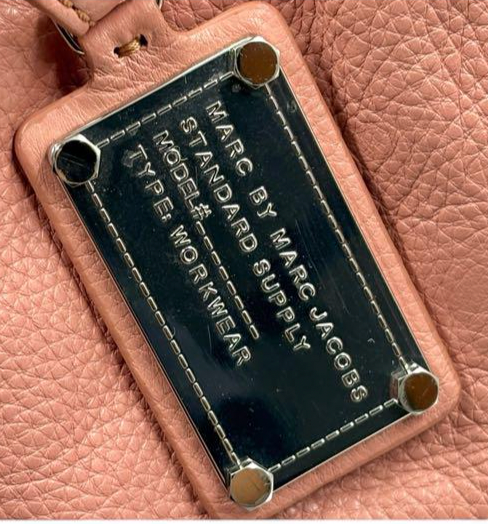 MARC BY MARC JACOBS
STANDARD SUPPLY
MODEL#-------
TYPE: WORKWEAR